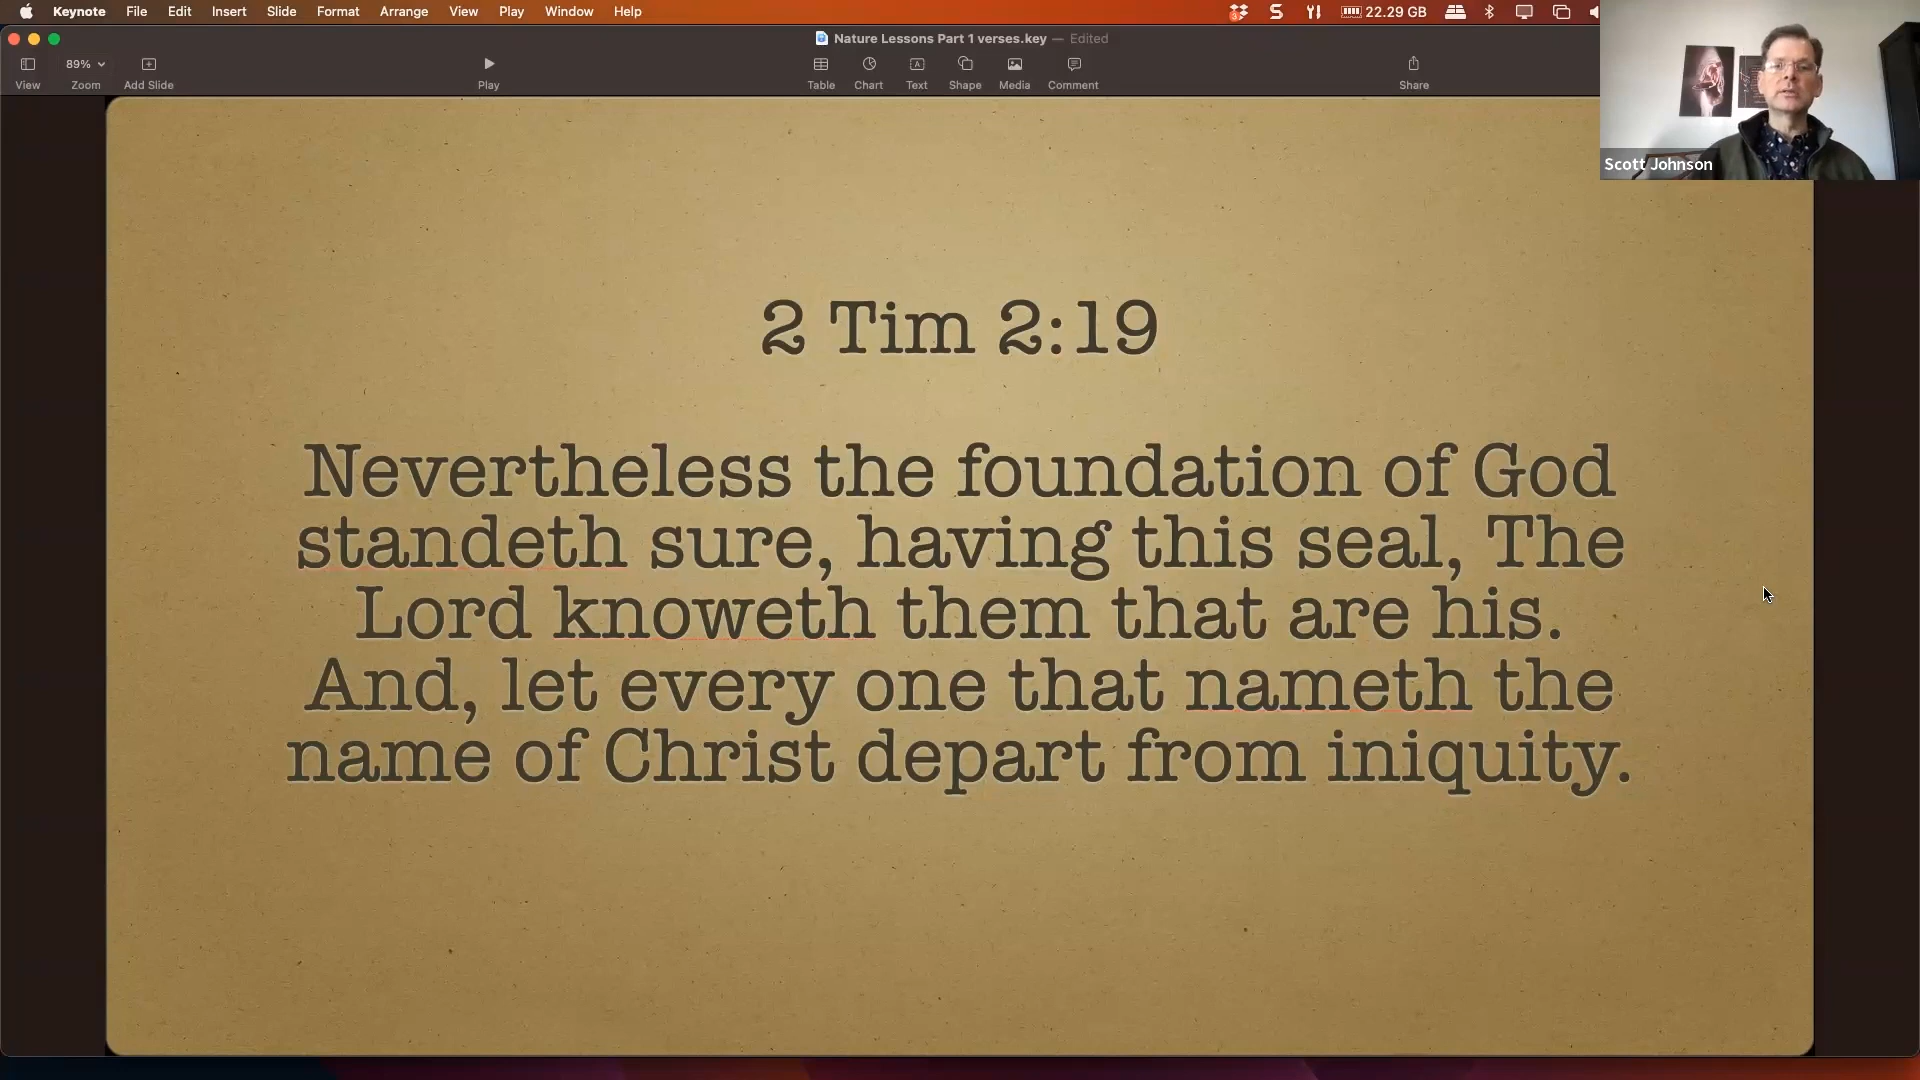 Keynote File Edit Insert Slide Format Arrange View Play Window Help 22.29 GB
Nature Lessons Part 1 verses.key — Edited
89%
View Zoom Add Slide Play Table Chart Text Shape Media Comment Share
Scott Johnson
2 Tim 2:19
Nevertheless the foundation of God
standeth sure, having this seal, The
Lord knoweth them that are his.
And, let every one that nameth the
name of Christ depart from iniquity.